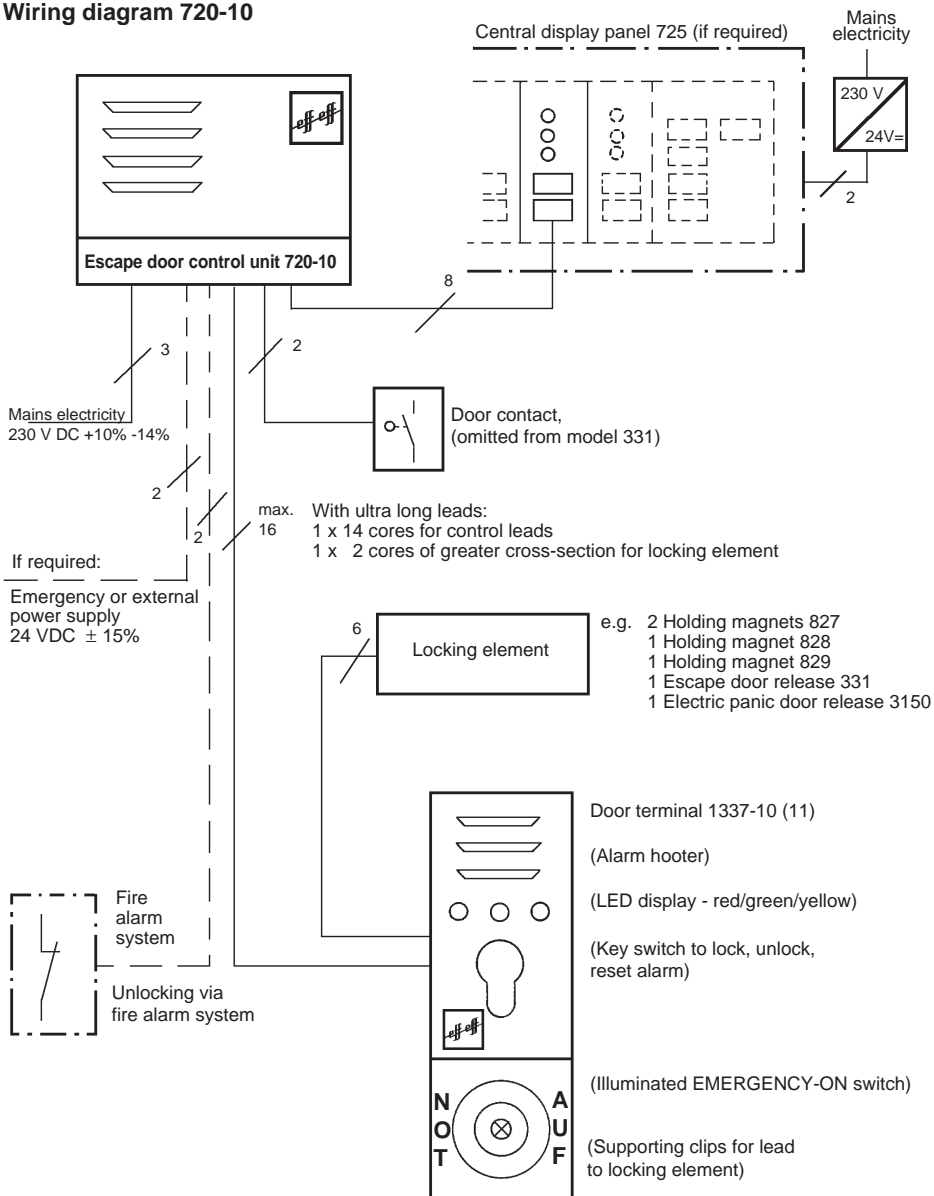 Wiring diagram 720-10
Central display panel 725 (if required)
Mains
electricity
230 V
24V=
2
eff eff
Escape door control unit 720-10
8
3
2
Mains electricity
230 V DC +10% -14%
Door contact,
(omitted from model 331)
2
2
max.
16
With ultra long leads:
1 x 14 cores for control leads
1 x 2 cores of greater cross-section for locking element
If required:
Emergency or external
power supply
24 VDC ± 15%
6
Locking element
e.g. 2 Holding magnets 827
1 Holding magnet 828
1 Holding magnet 829
1 Escape door release 331
1 Electric panic door release 3150
Door terminal 1337-10 (11)
(Alarm hooter)
(LED display - red/green/yellow)
(Key switch to lock, unlock,
reset alarm)
Fire
alarm
system
Unlocking via
fire alarm system
eff eff
(Illuminated EMERGENCY-ON switch)
NOT
AUF
(Supporting clips for lead
to locking element)